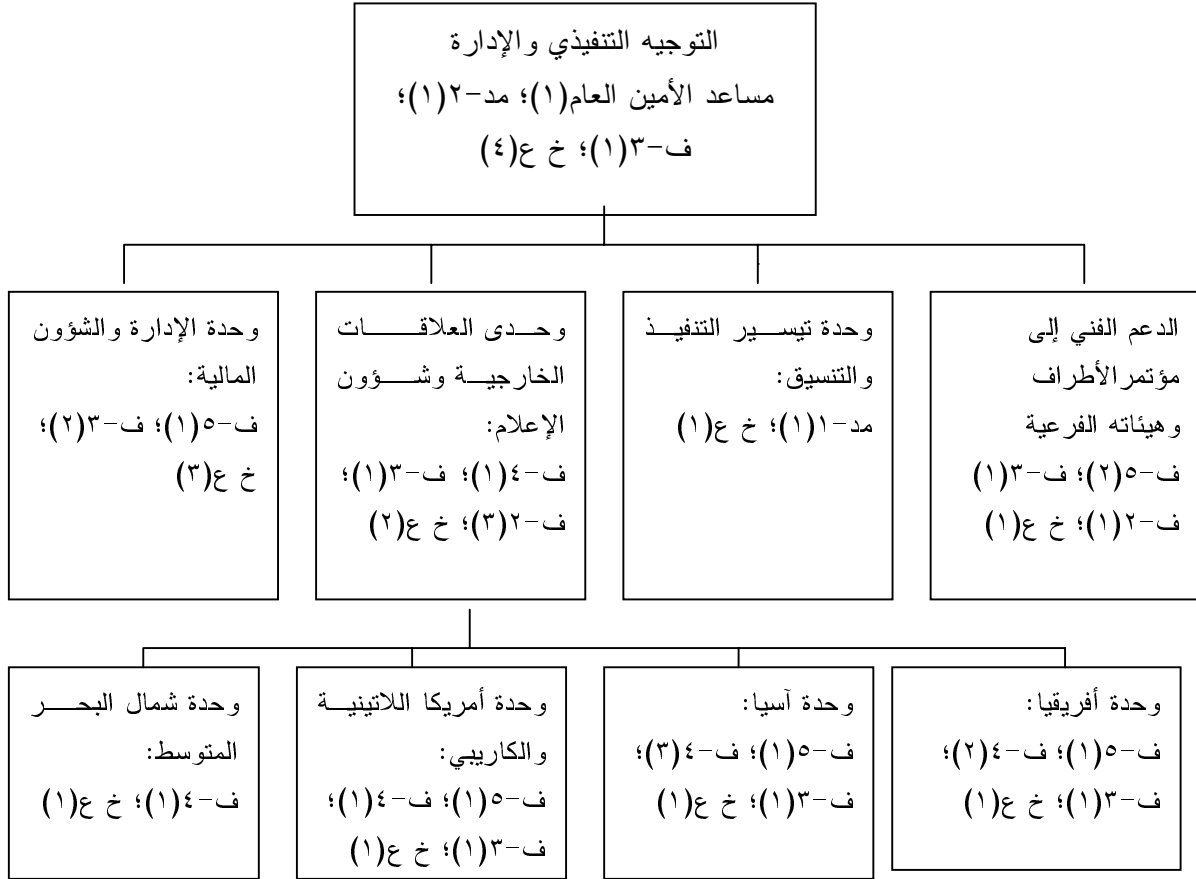 التوجيه التنفيذي والإدارة
مساعد الأمين العام(١)؛ مد-٢(١)؛
ف-٣(١)؛ خ ع(٤)
الدعم الفني إلى
مؤتمر الأطراف
وهيئاته الفرعية
ف-٥(٢)؛ ف-٣(١)
ف-٢(١)؛ خ ع(١)
وحدة تيسير التنفيذ
والتنسيق:
مد-١(١)؛ خ ع(١)
وحدى العلاقات
الخارجية وشؤون
الإعلام:
ف-٤(١)؛ ف-٣(١)؛
ف-٢(٣)؛ خ ع(٢)
وحدة الإدارة والشؤون
المالية:
ف-٥(١)؛ ف-٣(٢)؛
خ ع(٣)
وحدة أفريقيا:
ف-٥(١)؛ ف-٤(٢)؛
ف-٣(١)؛ خ ع(١)
وحدة آسيا:
ف-٥(١)؛ ف-٤(٣)؛
ف-٣(١)؛ خ ع(١)
وحدة أمريكا اللاتينية
والكاريبي:
ف-٥(١)؛ ف-٤(١)؛
ف-٣(١)؛ خ ع(١)
وحدة شمال البحر
المتوسط:
ف-٤(١)؛ خ ع(١)